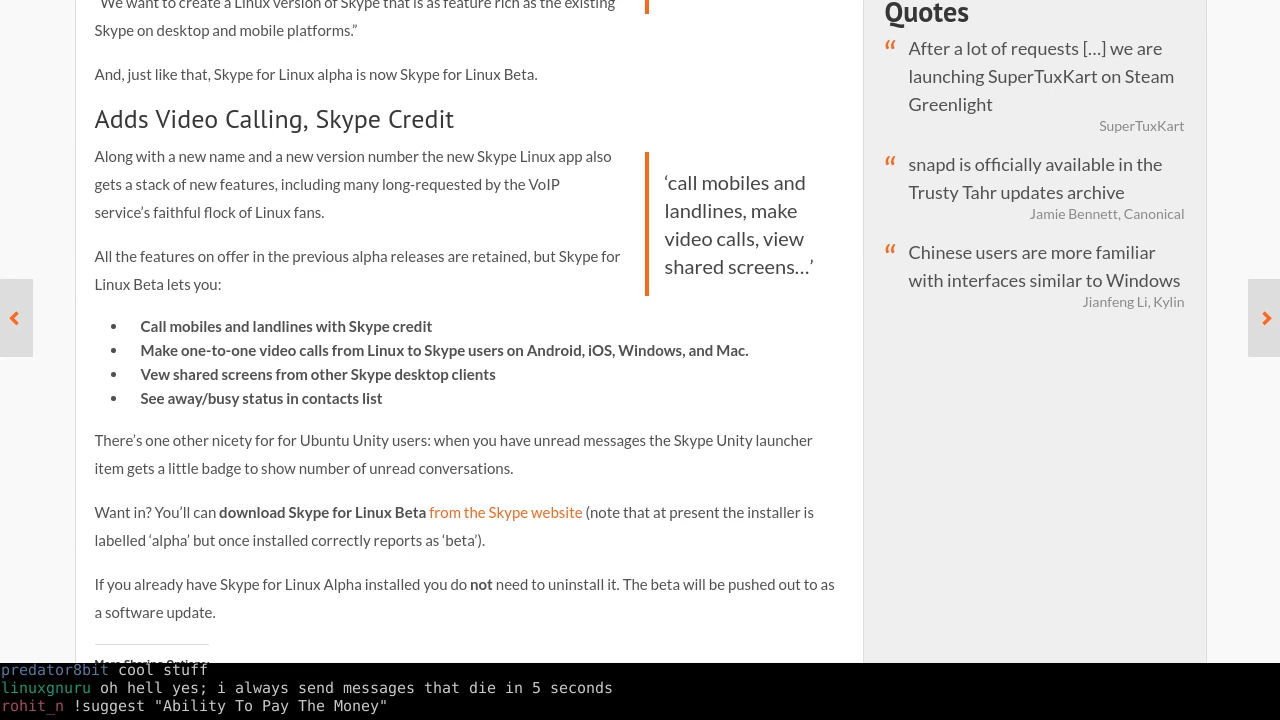 “We want to create a Linux version of Skype that is as feature rich as the existing
Skype on desktop and mobile platforms.”
And, just like that, Skype for Linux alpha is now Skype for Linux Beta.
Adds Video Calling, Skype Credit
Along with a new name and a new version number the new Skype Linux app also
gets a stack of new features, including many long-requested by the VoIP
service’s faithful flock of Linux fans.
‘call mobiles and
landlines, make
video calls, view
shared screens…’
All the features on offer in the previous alpha releases are retained, but Skype for
Linux Beta lets you:
• Call mobiles and landlines with Skype credit
• Make one-to-one video calls from Linux to Skype users on Android, iOS, Windows, and Mac.
• Vew shared screens from other Skype desktop clients
• See away/busy status in contacts list
There’s one other nicety for for Ubuntu Unity users: when you have unread messages the Skype Unity launcher
item gets a little badge to show number of unread conversations.
Want in? You’ll can download Skype for Linux Beta from the Skype website (note that at present the installer is
labelled ‘alpha’ but once installed correctly reports as ‘beta’).
If you already have Skype for Linux Alpha installed you do not need to uninstall it. The beta will be pushed out to as
a software update.
More Sharing Options:
Quotes
“ After a lot of requests […] we are
launching SuperTuxKart on Steam
Greenlight
SuperTuxKart
“ snapd is officially available in the
Trusty Tahr updates archive
Jamie Bennett, Canonical
“ Chinese users are more familiar
with interfaces similar to Windows
Jianfeng Li, Kylin
predator8bit cool stuff
linuxgnuru oh hell yes; i always send messages that die in 5 seconds
rohit_n !suggest "Ability To Pay The Money"